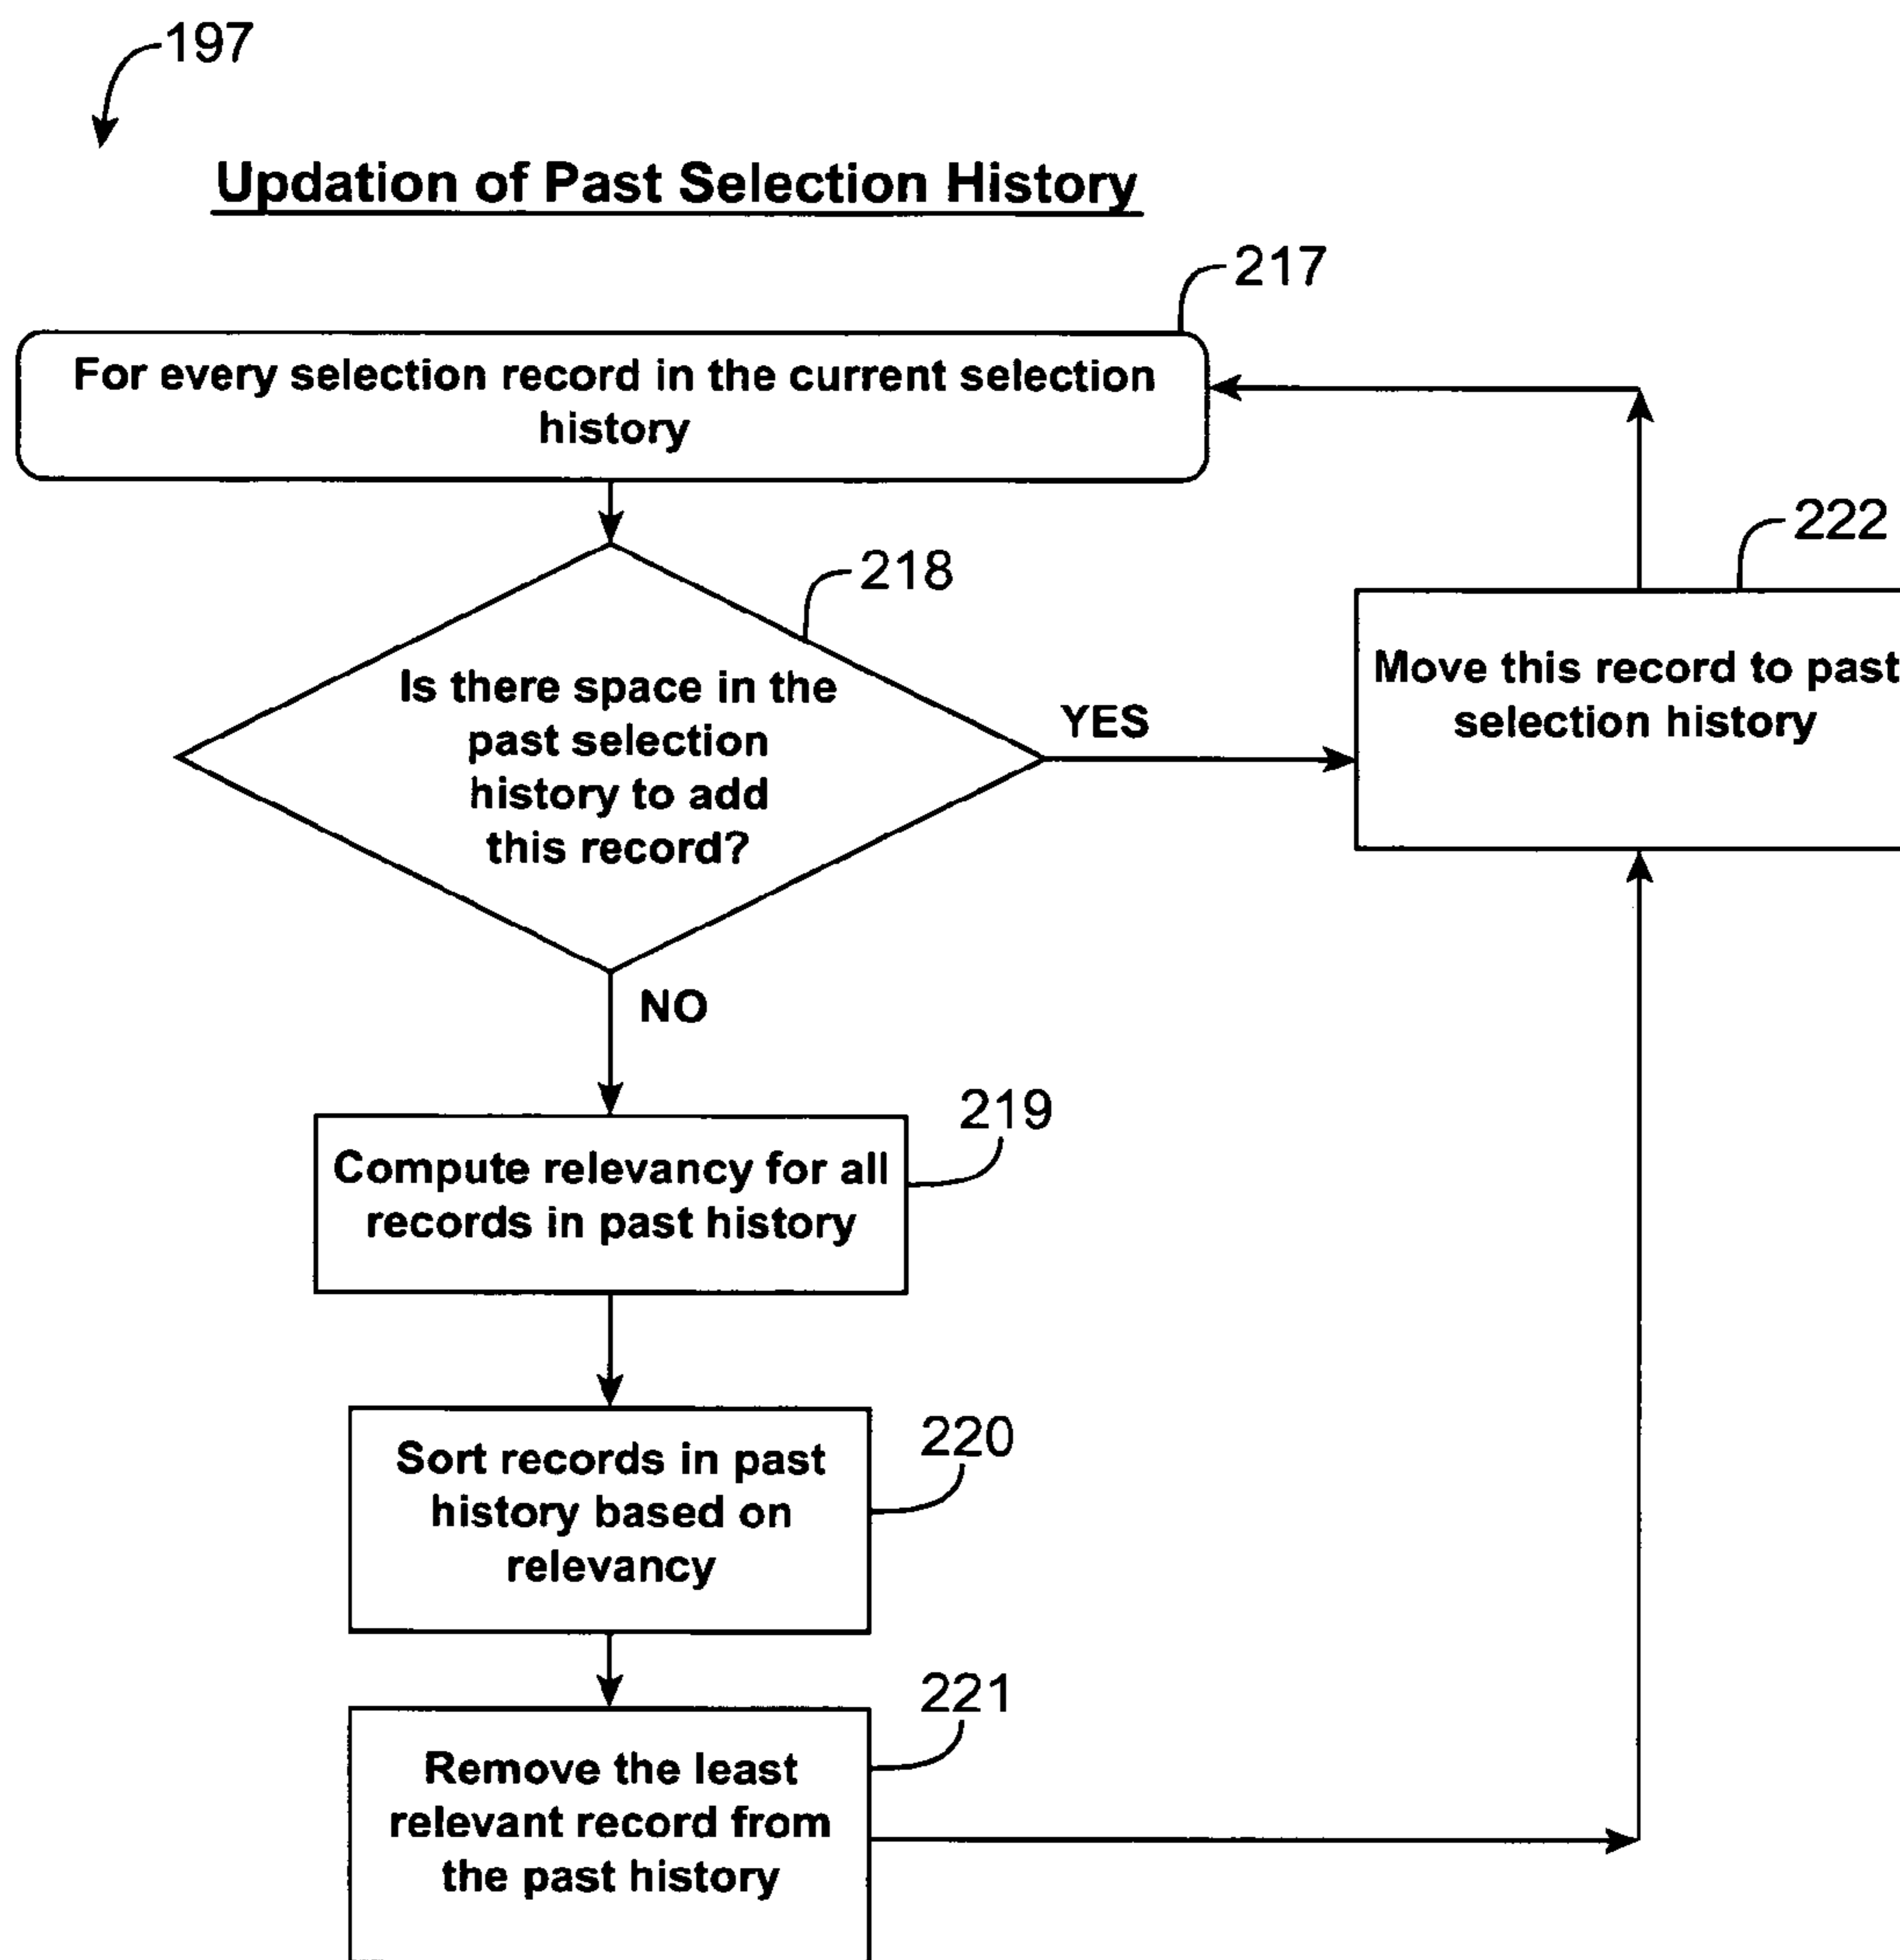 197
Updation of Past Selection History
217
For every selection record in the current selection
history
222
218
Move this record to past
selection history
Is there space in the
past selection
history to add
this record?
YES
NO
219
Compute relevancy for all
records in past history
220
Sort records in past
history based on
relevancy
221
Remove the least
relevant record from
the past history